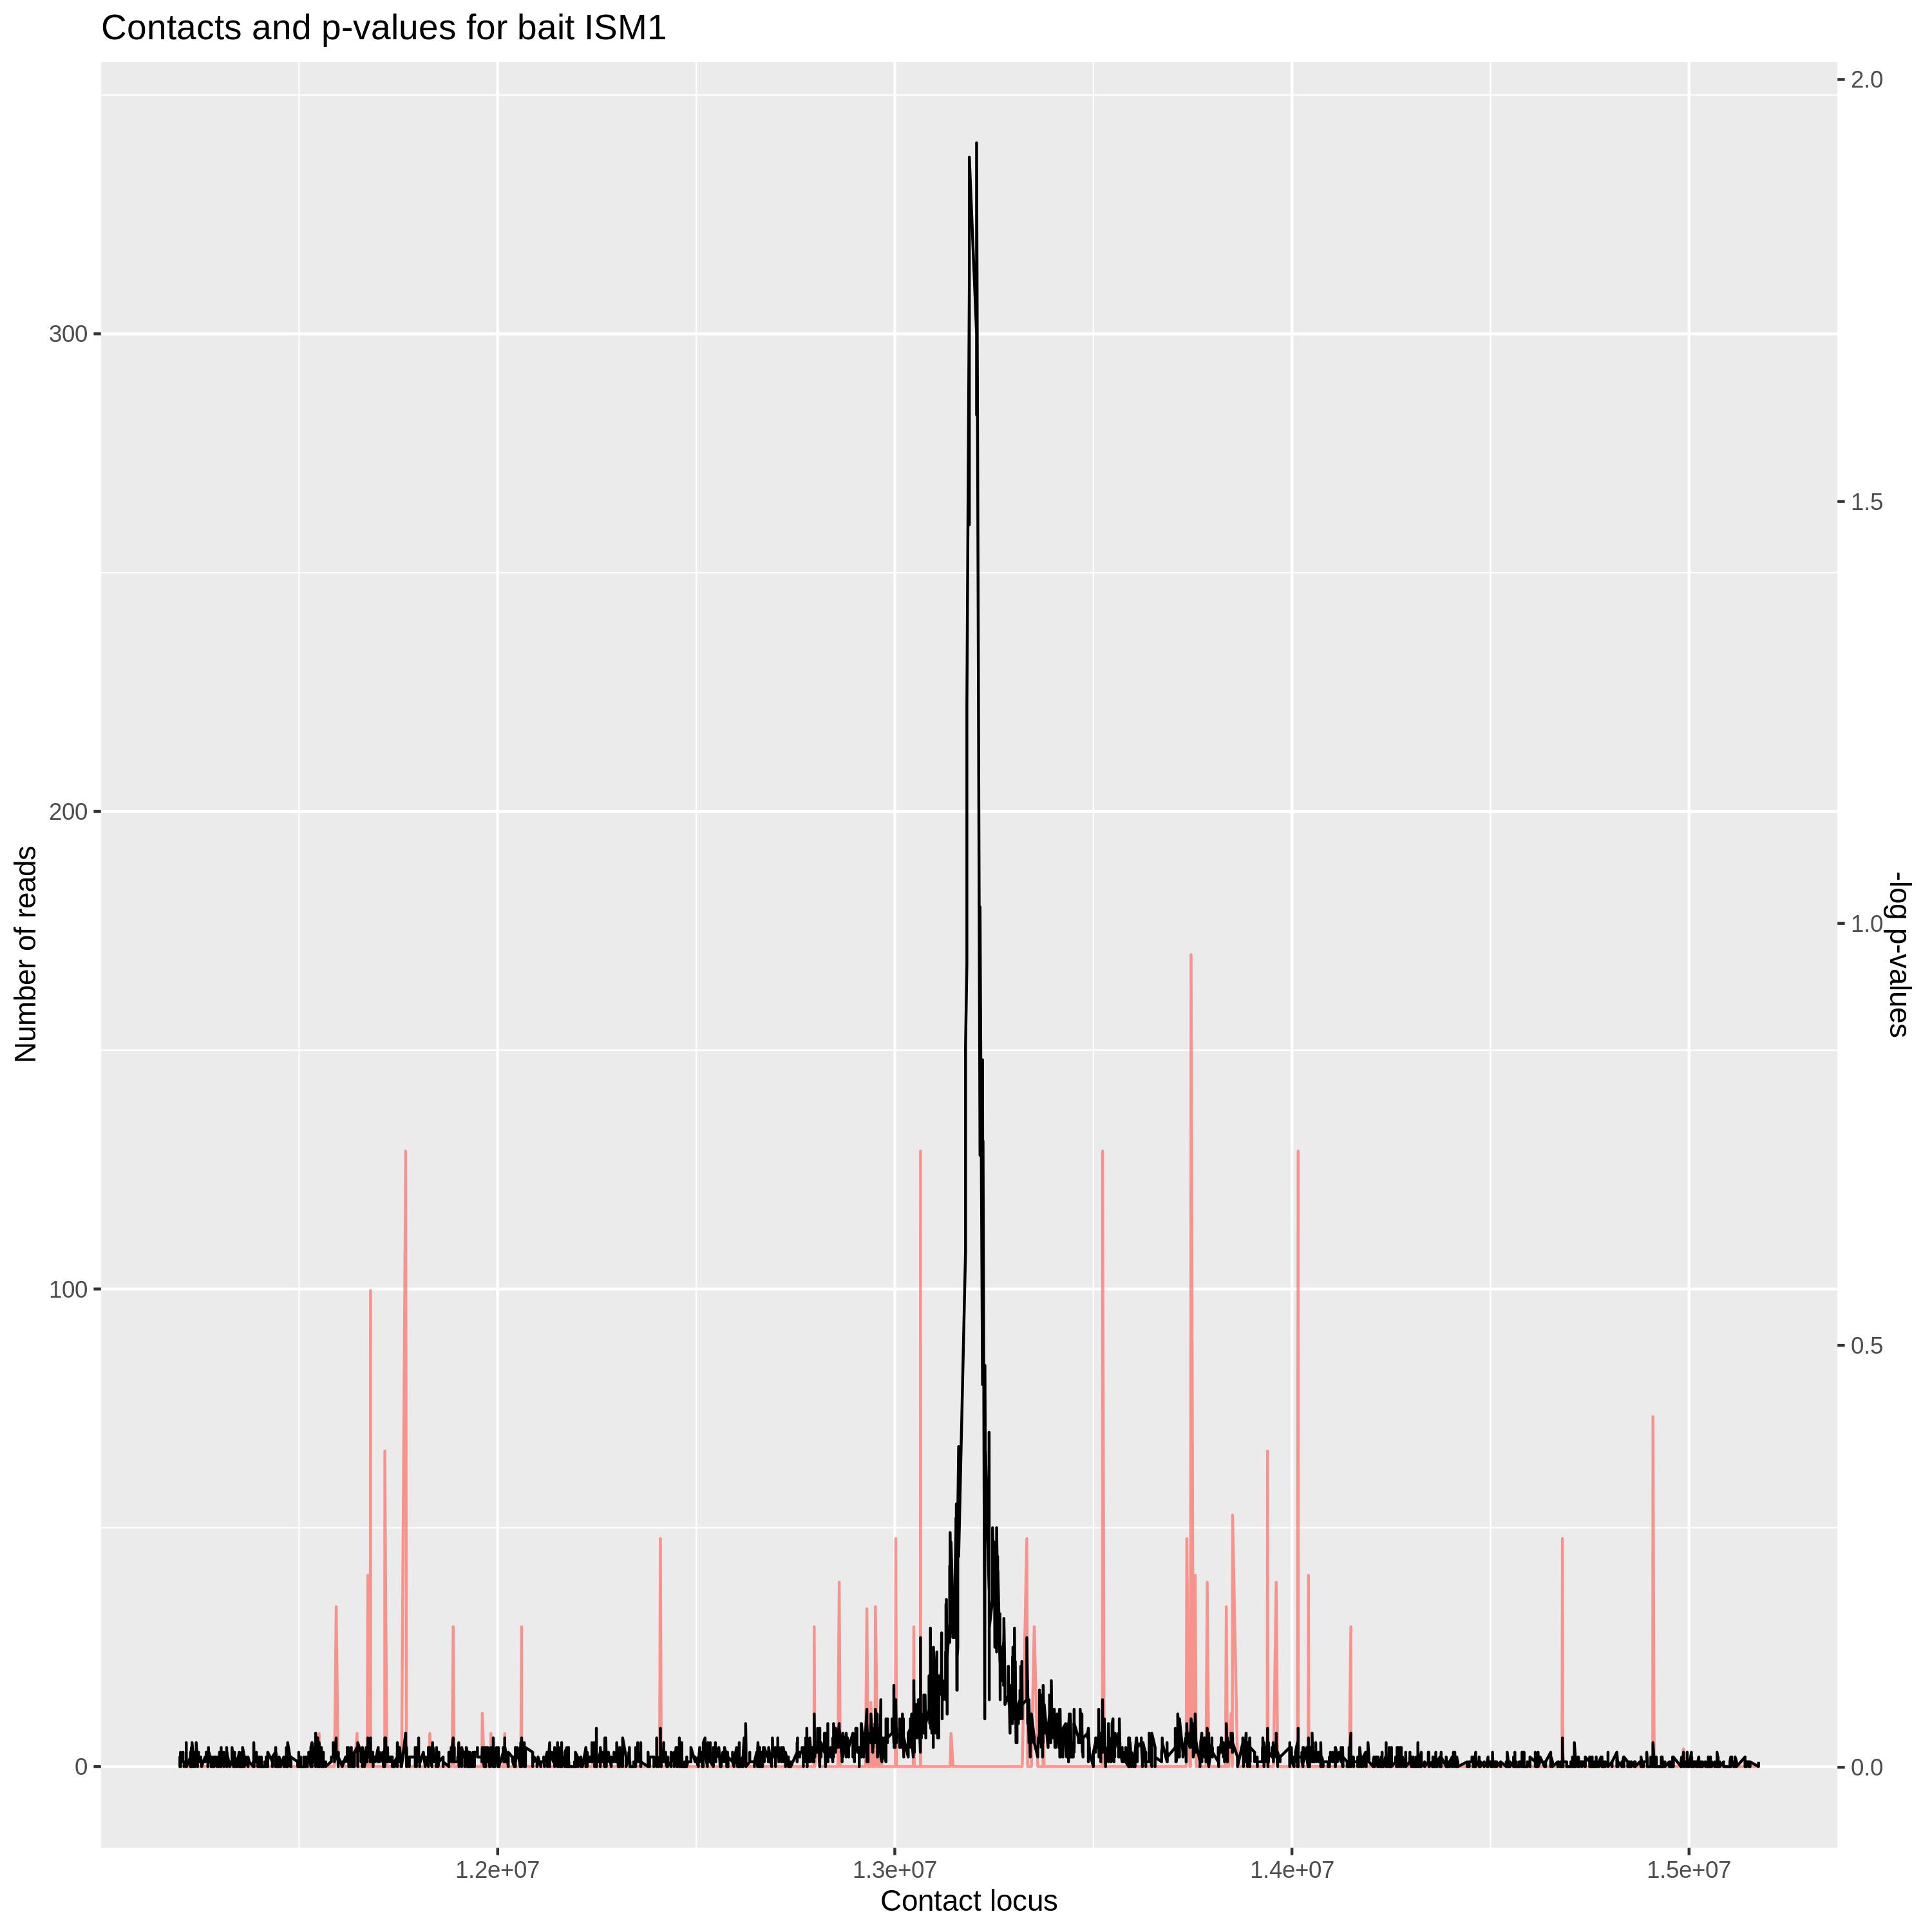 Contacts and p-values for bait ISM1
2.0
1.5
1.0
0.5
0.0
-log p-values
300
200
100
0
Number of reads
1.2e+07
1.3e+07
1.4e+07
1.5e+07
Contact locus